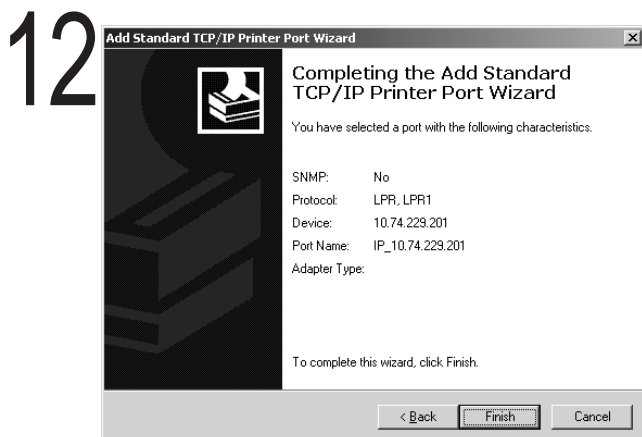 12
Add Standard TCP/IP Printer Port Wizard
Completing the Add Standard
TCP/IP Printer Port Wizard
You have selected a port with the following characteristics.
SNMP: No
Protocol: LPR, LPR1
Device: 10.74.229.201
Port Name: IP_10.74.229.201
Adapter Type:
To complete this wizard, click Finish.
< Back Finish Cancel